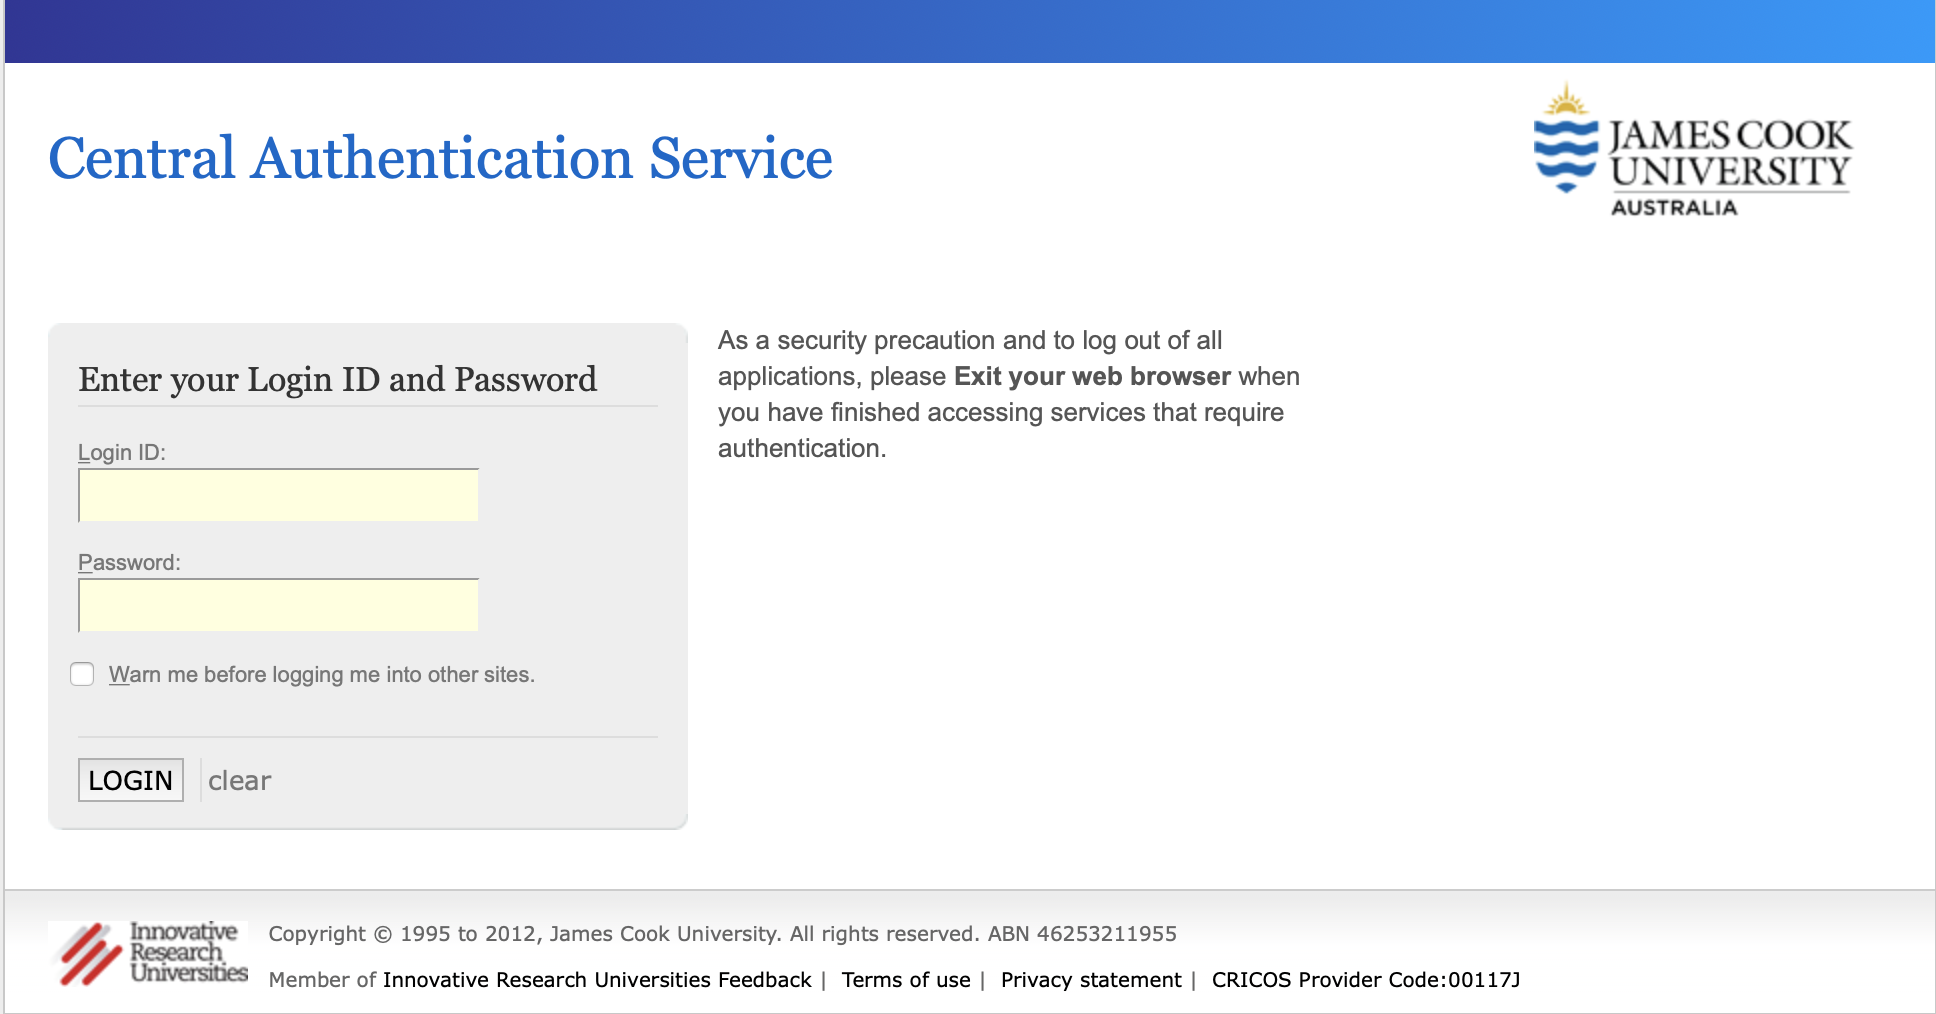 Central Authentication Service
JAMES COOK
UNIVERSITY
AUSTRALIA
Enter your Login ID and Password
Login ID:
Password:
Warn me before logging me into other sites.
LOGIN
clear
As a security precaution and to log out of all
applications, please Exit your web browser when
you have finished accessing services that require
authentication.
Innovative
Research
Universities
Copyright © 1995 to 2012, James Cook University. All rights reserved. ABN 46253211955
Member of Innovative Research Universities Feedback | Terms of use | Privacy statement | CRICOS Provider Code:00117J